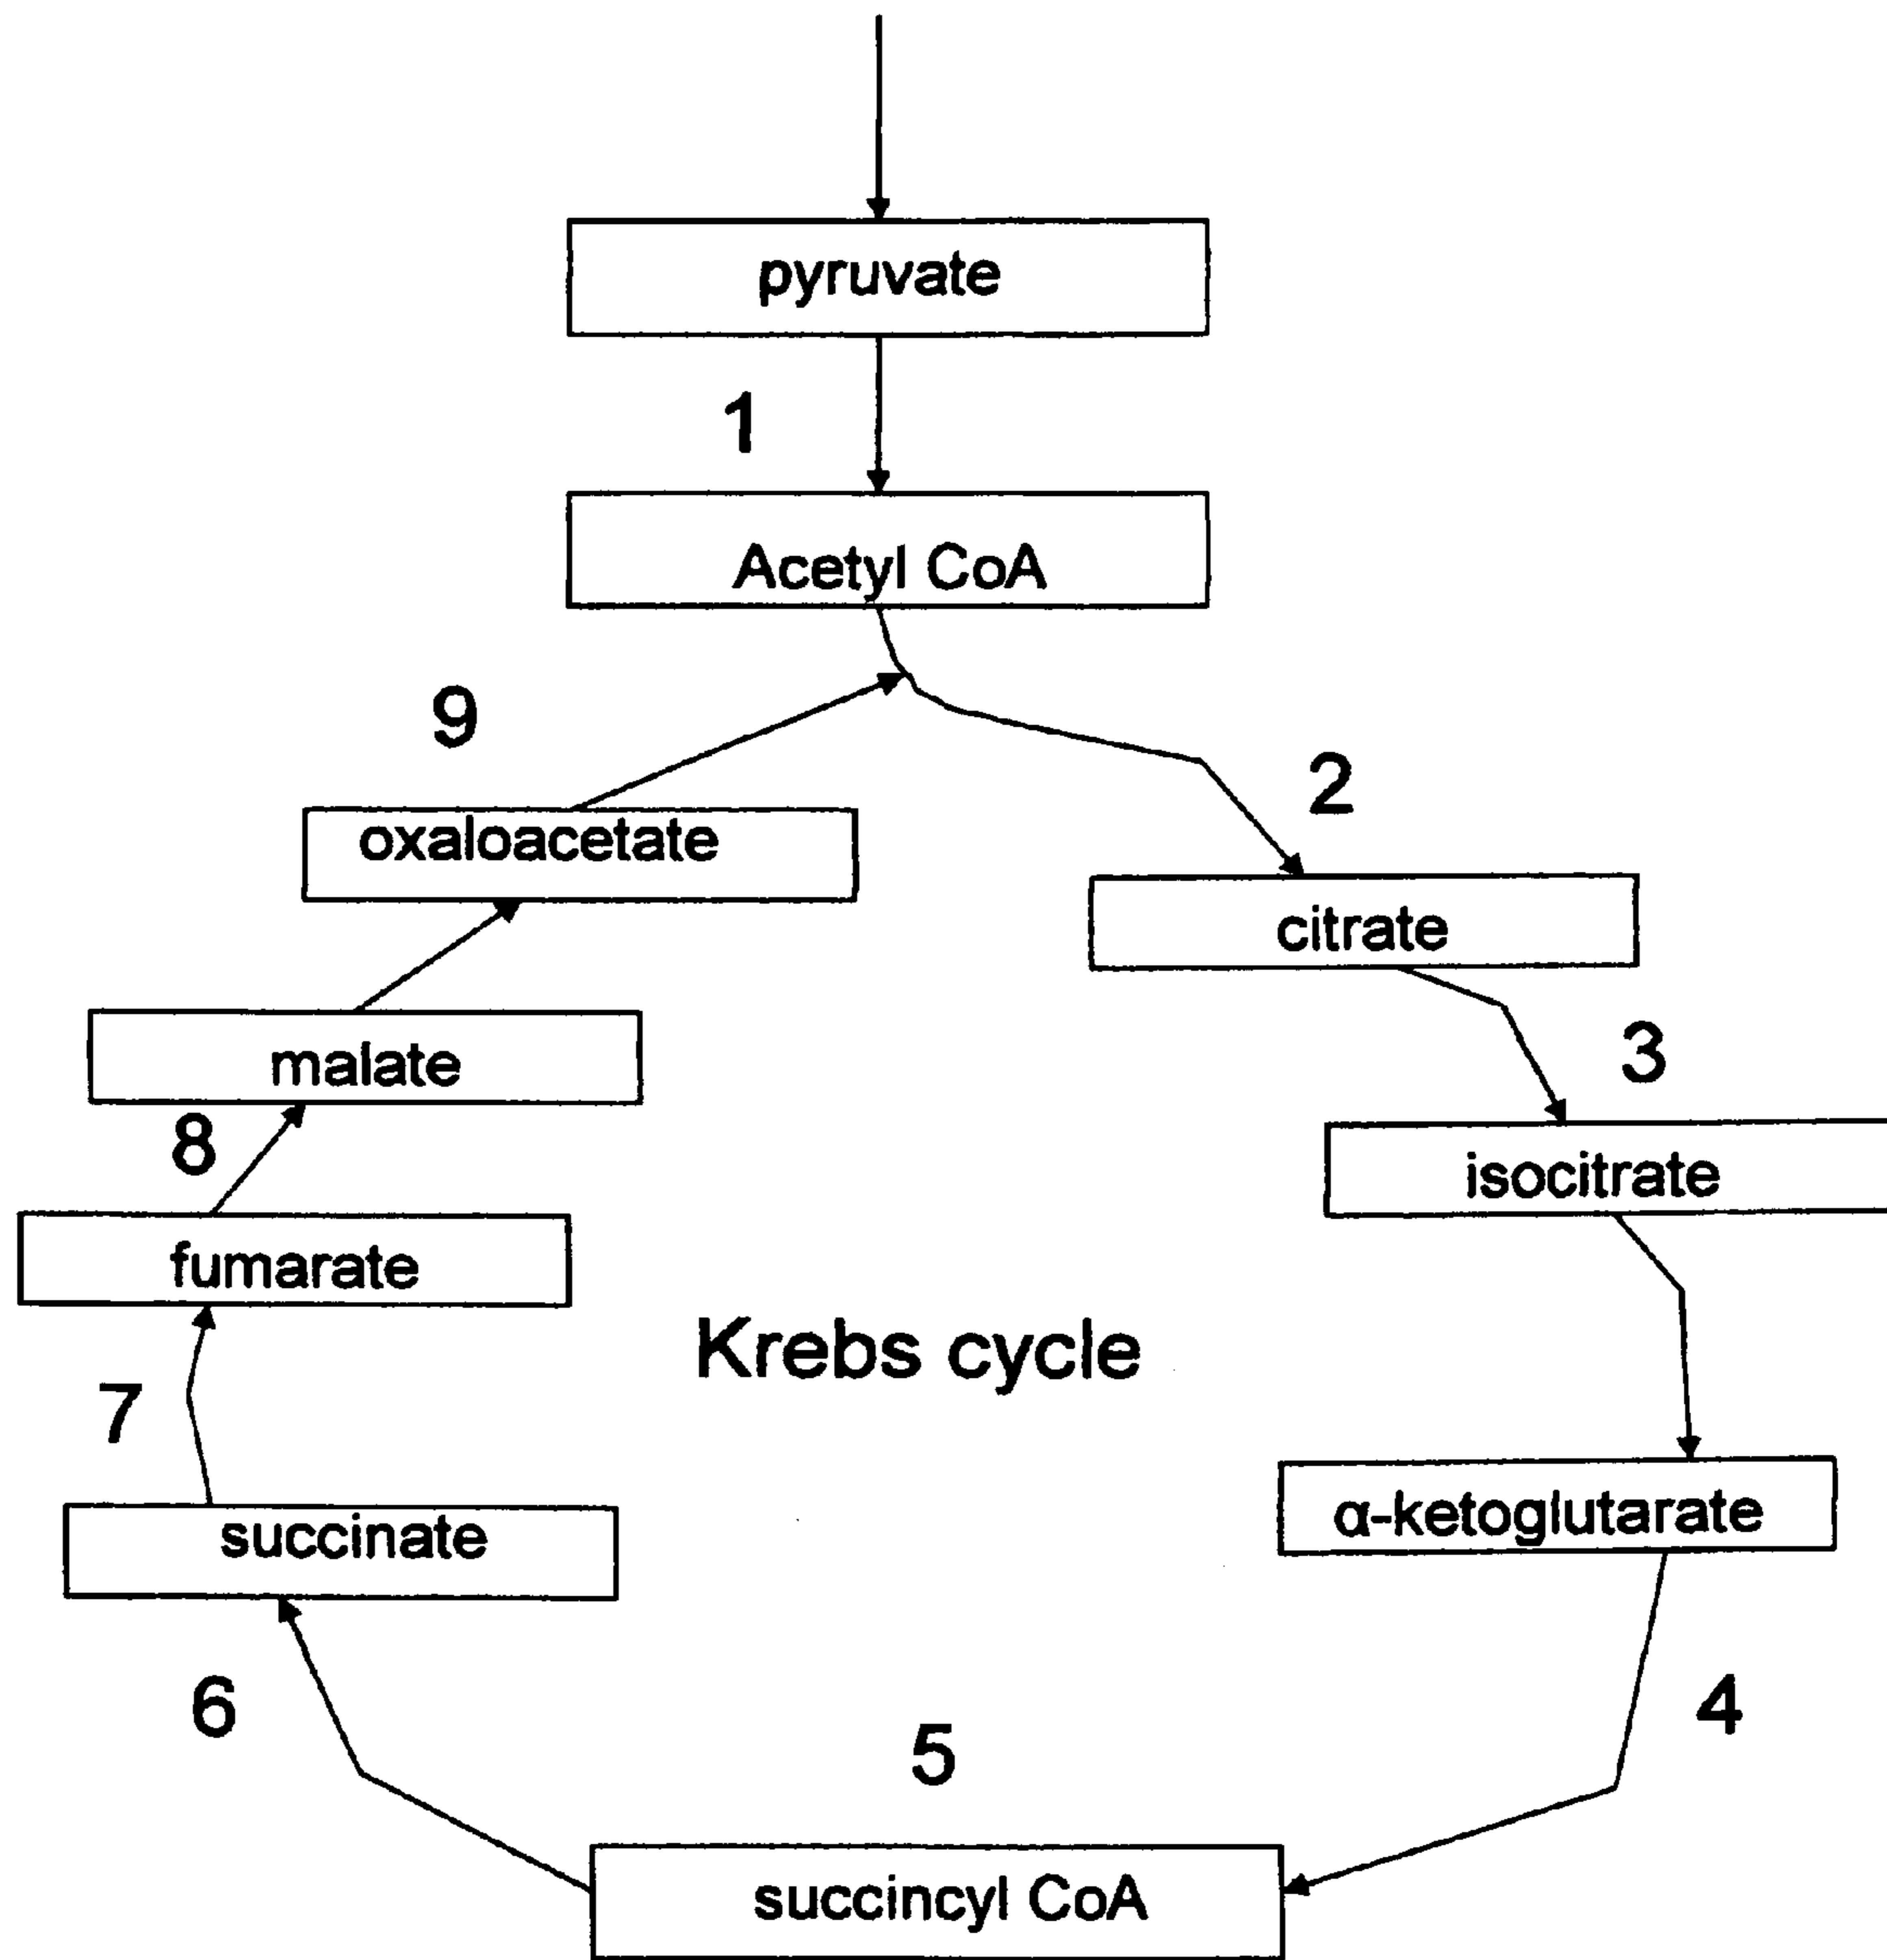 pyruvate
1
Acetyl CoA
9
2
oxaloacetate
citrate
3
malate
8
isocitrate
fumarate
Krebs cycle
7
α-ketoglutarate
succinate
6
5
4
succincyl CoA